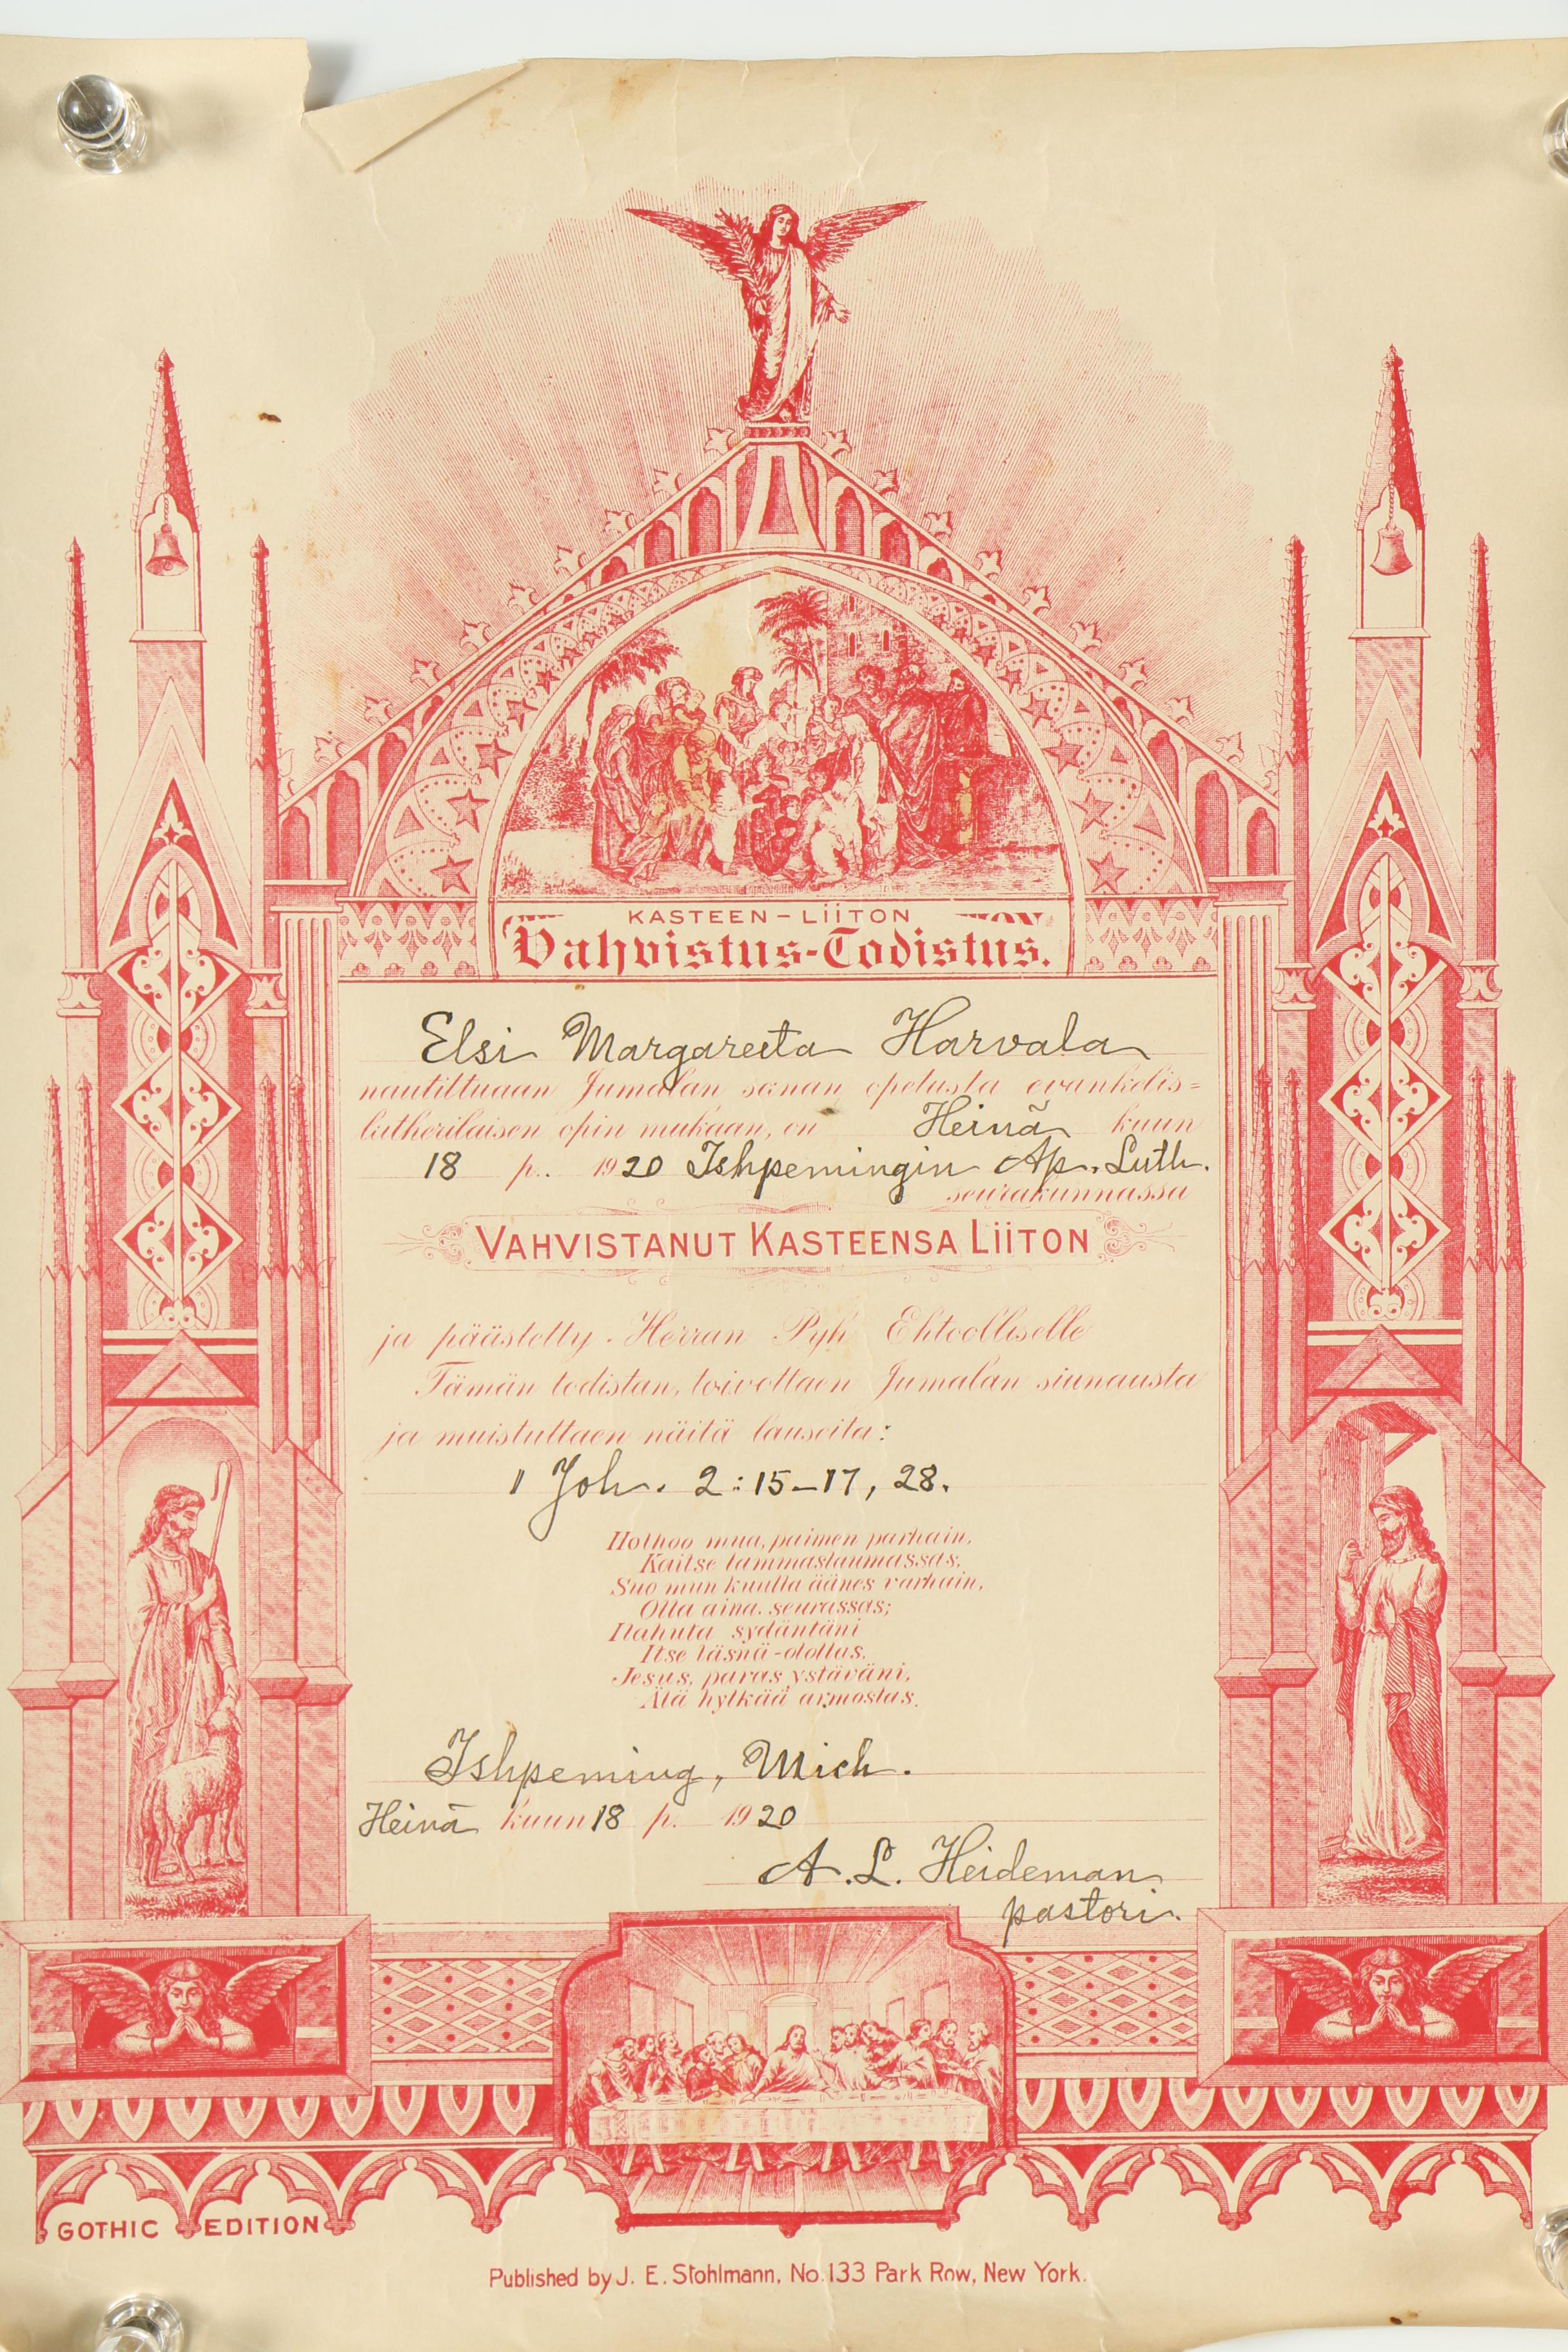 KASTEEN-LIITON
Vahvistus-Todistus.
Elsi Margareeta Harvala
nautittuaan Jumalan sanan opetusta evankelis=
lutherilaisen opin mukaan, on Heinä kuun
18 p. 1920 Ishpemingin Ap. Luth.
seurakunnassa
VAHVISTANUT KASTEENSA LIITON
ja päästetty Herran Pyh Ehtoolliselle
Tämän todistan, toivottaen Jumalan siunausta
ja muistuttaen näitä lauseita:
1 Joh. 2:15-17, 28.
Holhoo mua, paimen parhain,
Kaitse lammaslaumassas,
Suo mun kuulla äänes varhain,
Olla aina seurassas;
Ilahuta sydäntäni
Itse läsnä-olollas,
Jesus, paras ystäväni,
Älä hylkää armostas.
Ishpeming, Mich.
Heinä kuun 18 p. 1920
A. L. Heideman
pastori.
GOTHIC EDITION
Published by J. E. Stohlmann, No. 133 Park Row, New York.